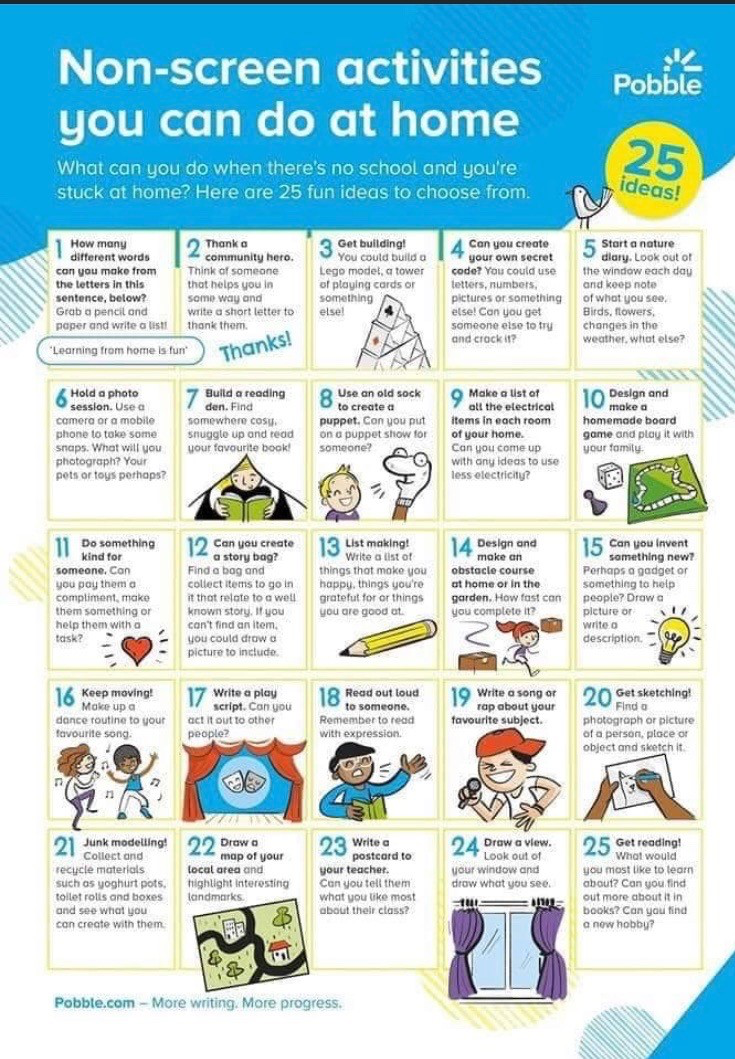 Non-screen activities
you can do at home
Pobble
What can you do when there's no school and you're
stuck at home? Here are 25 fun ideas to choose from.
25
ideas!
1 How many
different words
can you make from
the letters in this
sentence, below?
Grab a pencil and
paper and write a list!
'Learning from home is fun'
2 Thank a
community hero.
Think of someone
that helps you in
some way and
write a short letter to
thank them.
Thanks!
3 Get building!
You could build a
Lego model, a tower
of playing cards or
something
else!
4 Can you create
your own secret
code? You could use
letters, numbers,
pictures or something
else! Can you get
someone else to try
and crack it?
5 Start a nature
diary. Look out of
the window each day
and keep note
of what you see.
Birds, flowers,
changes in the
weather, what else?
6 Hold a photo
session. Use a
camera or a mobile
phone to take some
snaps. What will you
photograph? Your
pets or toys perhaps?
7 Build a reading
den. Find
somewhere cosy,
snuggle up and read
your favourite book!
8 Use an old sock
to create a
puppet. Can you put
on a puppet show for
someone?
9 Make a list of
all the electrical
items in each room
of your home.
Can you come up
with any ideas to use
less electricity?
10 Design and
make a
homemade board
game and play it with
your family.
11 Do something
kind for
someone. Can
you pay them a
compliment, make
them something or
help them with a
task?
12 Can you create
a story bag?
Find a bag and
collect items to go in
it that relate to a well
known story. If you
can't find an item,
you could draw a
picture to include.
13 List making!
Write a list of
things that make you
happy, things you're
grateful for or things
you are good at.
14 Design and
make an
obstacle course
at home or in the
garden. How fast can
you complete it?
15 Can you invent
something new?
Perhaps a gadget or
something to help
people? Draw a
picture or
write a
description.
16 Keep moving!
Make up a
dance routine to your
favourite song.
17 Write a play
script. Can you
act it out to other
people?
18 Read out loud
to someone.
Remember to read
with expression.
19 Write a song or
rap about your
favourite subject.
20 Get sketching!
Find a
photograph or picture
of a person, place or
object and sketch it.
21 Junk modelling!
Collect and
recycle materials
such as yoghurt pots,
toilet rolls and boxes
and see what you
can create with them.
22 Draw a
map of your
local area and
highlight interesting
landmarks.
23 Write a
postcard to
your teacher.
Can you tell them
what you like most
about their class?
24 Draw a view.
Look out of
your window and
draw what you see.
25 Get reading!
What would
you most like to learn
about? Can you find
out more about it in
books? Can you find
a new hobby?
Pobble.com – More writing. More progress.